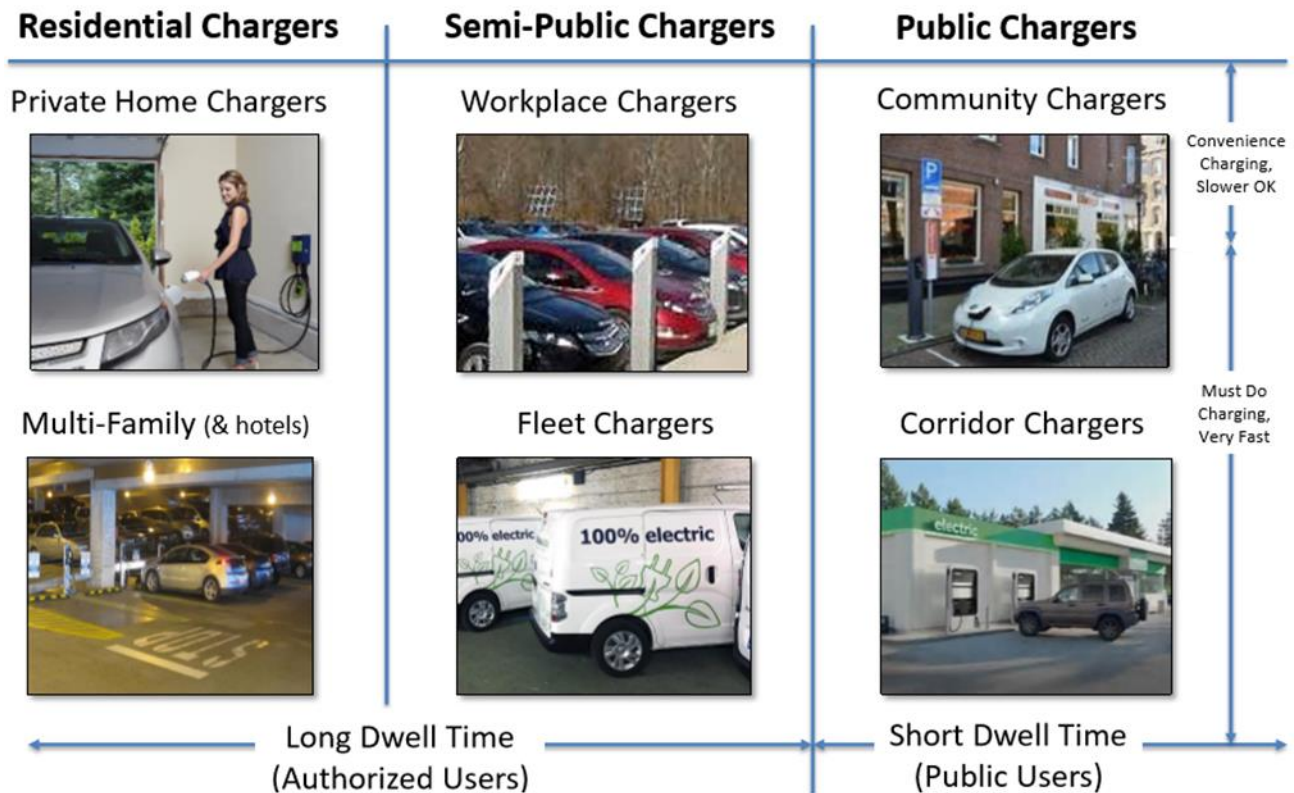 Residential Chargers
Semi-Public Chargers
Public Chargers
Private Home Chargers
Workplace Chargers
Community Chargers
P
Convenience
Charging,
Slower OK
Multi-Family (& hotels)
Fleet Chargers
Corridor Chargers
Must Do
Charging,
Very Fast
STOP
00% electric
100% electric
electric
Long Dwell Time
(Authorized Users)
Short Dwell Time
(Public Users)